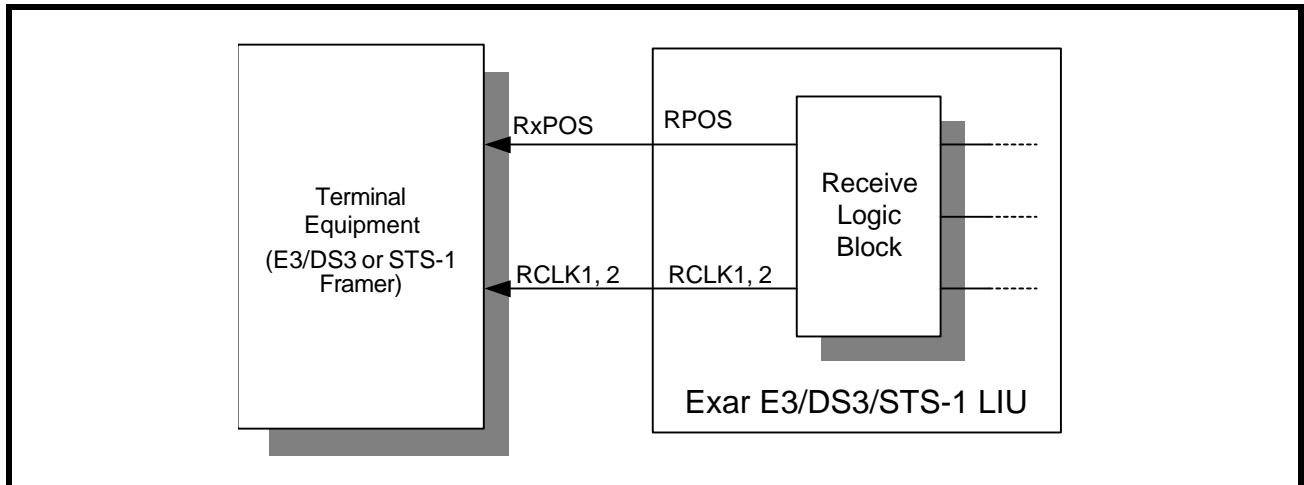 Terminal
Equipment
(E3/DS3 or STS-1
Framer)
RxPOS
RPOS
RCLK1, 2
RCLK1, 2
Receive
Logic
Block
Exar E3/DS3/STS-1 LIU